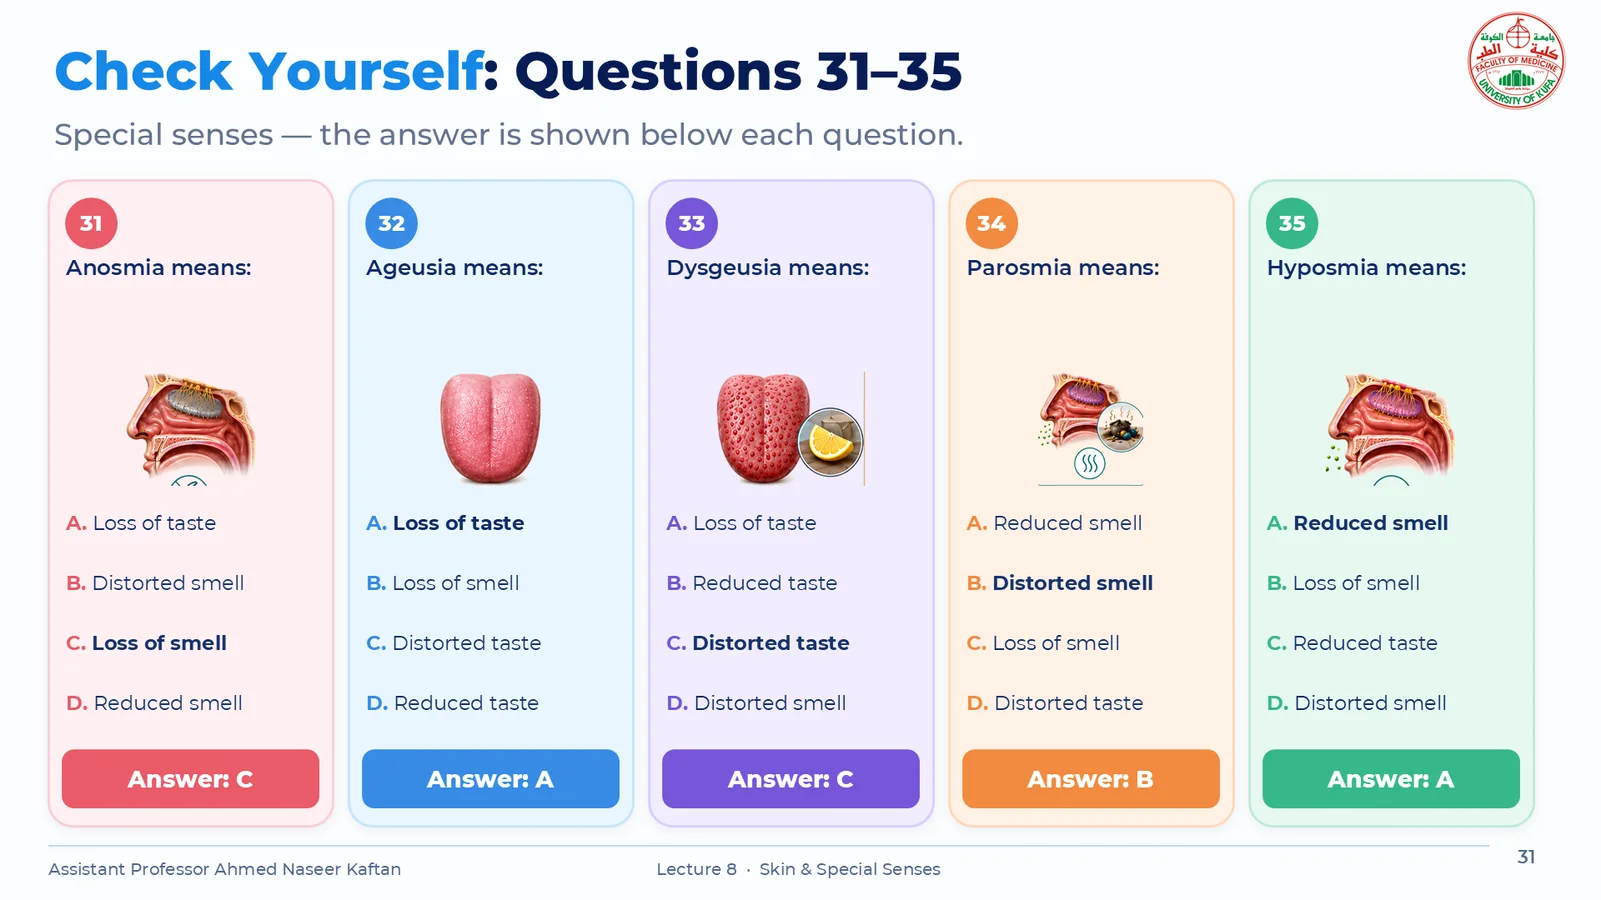 Check Yourself: Questions 31–35
Special senses — the answer is shown below each question.
جامعة الكوفة
كلية الطب
FACULTY OF MEDICINE
UNIVERSITY OF KUFA
31
Anosmia means:
A. Loss of taste
B. Distorted smell
C. Loss of smell
D. Reduced smell
Answer: C
32
Ageusia means:
A. Loss of taste
B. Loss of smell
C. Distorted taste
D. Reduced taste
Answer: A
33
Dysgeusia means:
A. Loss of taste
B. Reduced taste
C. Distorted taste
D. Distorted smell
Answer: C
34
Parosmia means:
A. Reduced smell
B. Distorted smell
C. Loss of smell
D. Distorted taste
Answer: B
35
Hyposmia means:
A. Reduced smell
B. Loss of smell
C. Reduced taste
D. Distorted smell
Answer: A
Assistant Professor Ahmed Naseer Kaftan
Lecture 8 · Skin & Special Senses
31